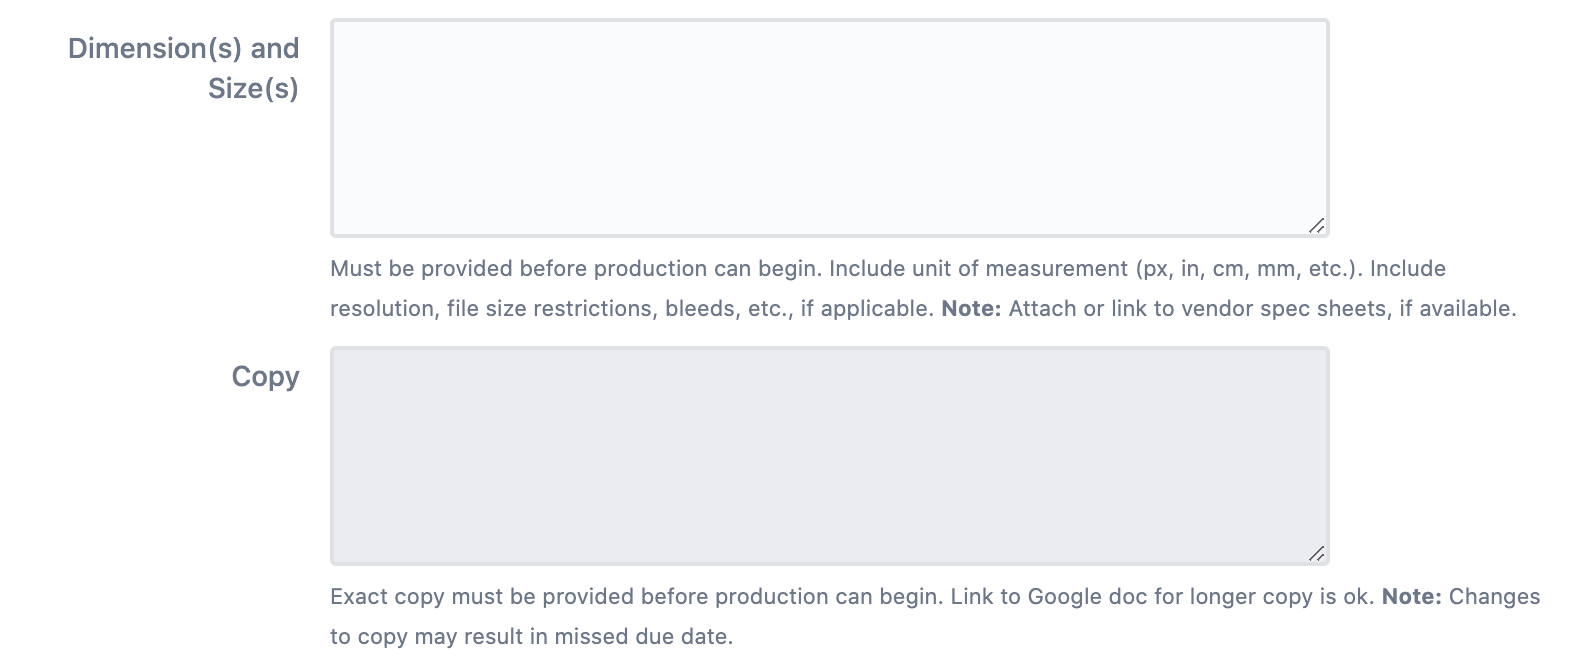 Dimension(s) and
Size(s)
Must be provided before production can begin. Include unit of measurement (px, in, cm, mm, etc.). Include
resolution, file size restrictions, bleeds, etc., if applicable. Note: Attach or link to vendor spec sheets, if available.
Copy
Exact copy must be provided before production can begin. Link to Google doc for longer copy is ok. Note: Changes
to copy may result in missed due date.